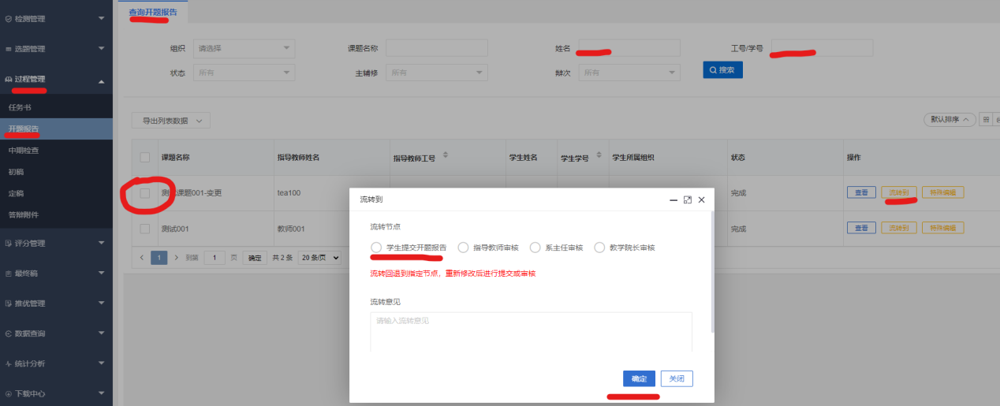 检测管理
选题管理
过程管理
任务书
开题报告
中期检查
初稿
定稿
答辩附件
评分管理
最终稿
推优管理
数据查询
统计分析
下载中心
查询开题报告
组织 请选择 课题名称 姓名 工号/学号
状态 所有 主辅修 所有 辩次 所有 搜索
导出列表数据 默认排序
课题名称 指导教师姓名 指导教师工号 学生姓名 学生学号 学生所属组织 状态 操作
测试课题001-变更 tea100 完成 查看 流转到 特殊编辑
测试001 教师001 完成 查看 流转到 特殊编辑
1 到第 1 页 确定 共 2 条 20 条/页
流转到
流转节点
学生提交开题报告 指导教师审核 系主任审核 教学院长审核
流转回退到指定节点，重新修改后进行提交或审核
流转意见
请输入流转意见
确定 关闭